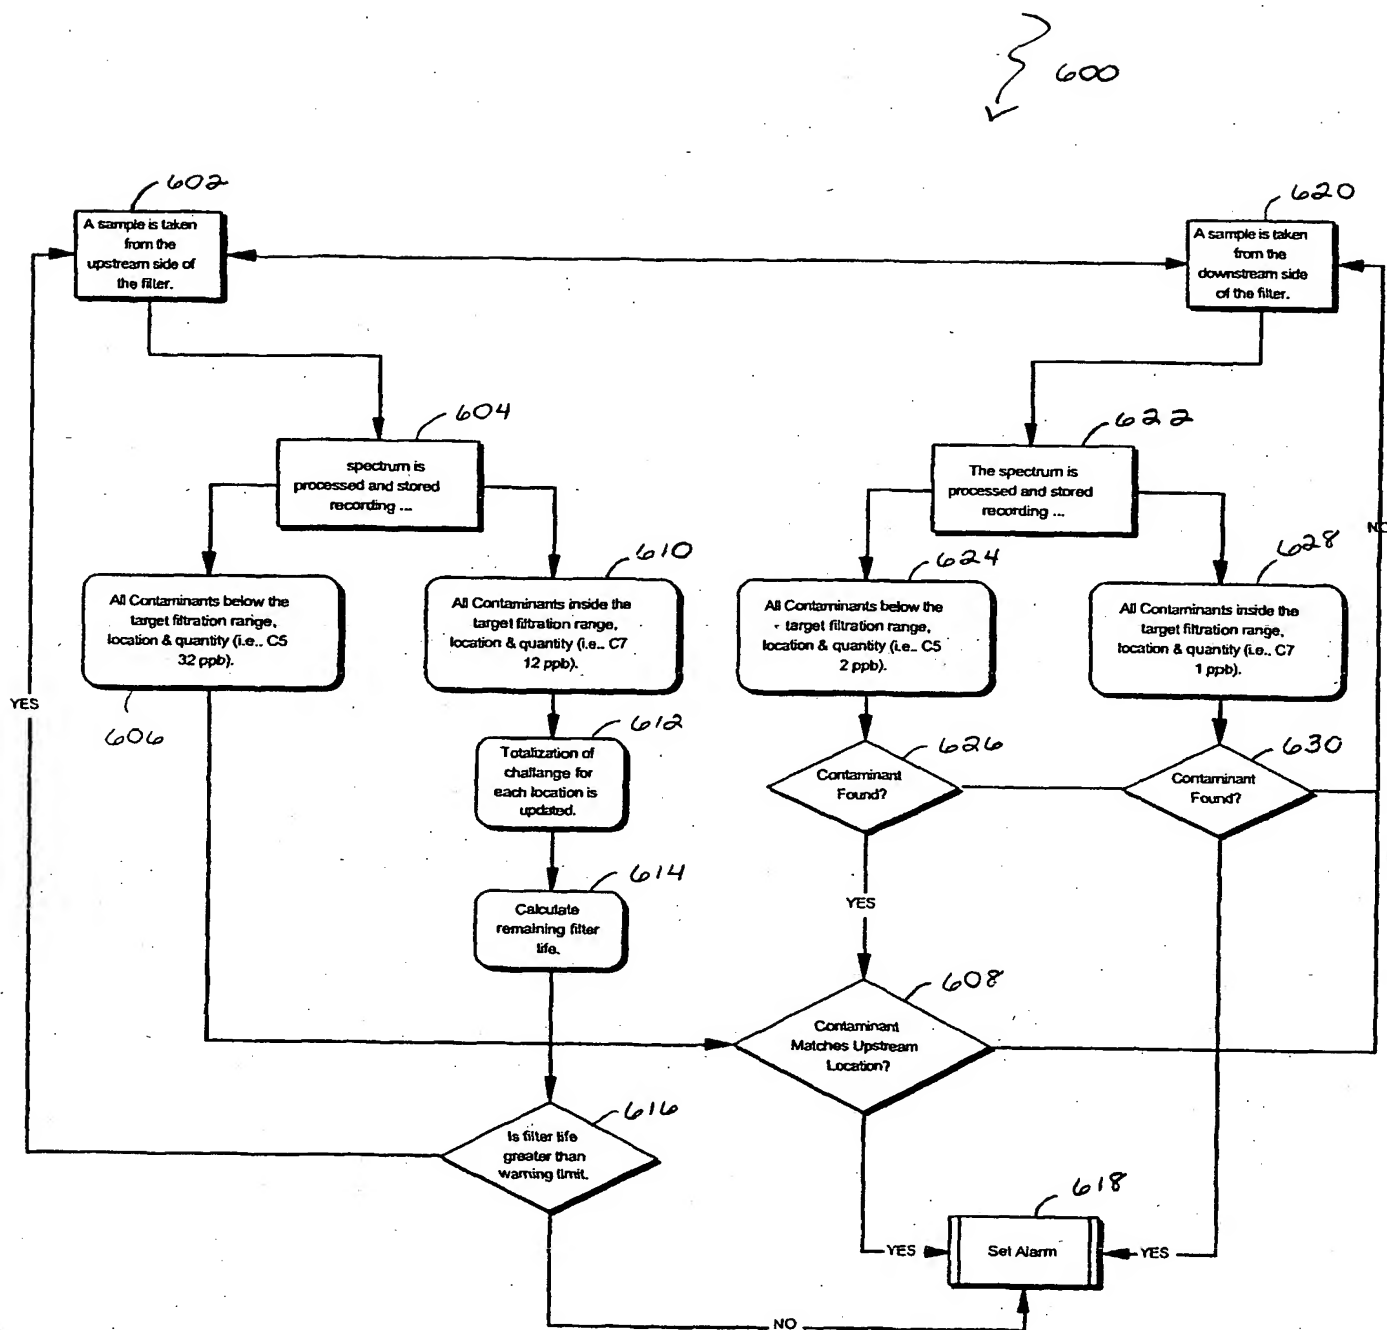 600
602
A sample is taken
from the
upstream side of
the filter.
620
A sample is taken
from the
downstream side
of the filter.
604
spectrum is
processed and stored
recording ...
622
The spectrum is
processed and stored
recording ...
NO
606
All Contaminants below the
target filtration range,
location & quantity (i.e.. C5
32 ppb).
610
All Contaminants inside the
target filtration range,
location & quantity (i.e.. C7
12 ppb).
624
All Contaminants below the
target filtration range,
location & quantity (i.e.. C5
2 ppb).
628
All Contaminants inside the
target filtration range,
location & quantity (i.e.. C7
1 ppb).
YES
612
Totalization of
challange for
each location is
updated.
626
Contaminant
Found?
630
Contaminant
Found?
614
Calculate
remaining filter
life.
YES
608
Contaminant
Matches Upstream
Location?
616
Is filter life
greater than
warning limit.
618
YES
Set Alarm
YES
NO